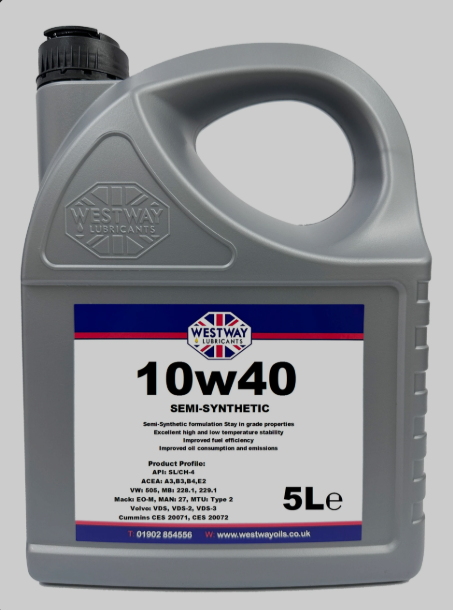 WESTWAY
LUBRICANTS
WESTWAY
LUBRICANTS
10w40
SEMI-SYNTHETIC
Semi-Synthetic formulation Stay in grade properties
Excellent high and low temperature stability
Improved fuel efficiency
Improved oil consumption and emissions
Product Profile:
API: SL/CH-4
ACEA: A3,B3,B4,E2
VW: 505, MB: 228.1, 229.1
Mack: EO-M, MAN: 27, MTU: Type 2
Volvo: VDS, VDS-2, VDS-3
Cummins CES 20071, CES 20072
5Le
T: 01902 854556 W: www.westwayoils.co.uk